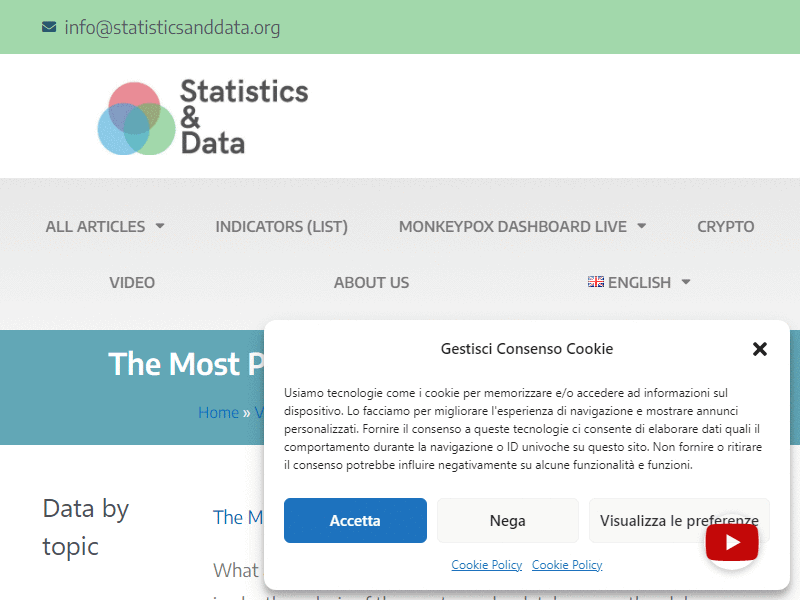 info@statisticsanddata.org
Statistics
&
Data
ALL ARTICLES INDICATORS (LIST) MONKEYPOX DASHBOARD LIVE CRYPTO
VIDEO ABOUT US ENGLISH
The Most P
Home » V
Gestisci Consenso Cookie
Usiamo tecnologie come i cookie per memorizzare e/o accedere ad informazioni sul
dispositivo. Lo facciamo per migliorare l'esperienza di navigazione e mostrare annunci
personalizzati. Fornire il consenso a queste tecnologie ci consente di elaborare dati quali il
comportamento durante la navigazione o ID univoche su questo sito. Non fornire o ritirare
il consenso potrebbe influire negativamente su alcune funzionalità e funzioni.
Accetta Nega Visualizza le preferenze
Cookie Policy Cookie Policy
Data by
topic
The M
What